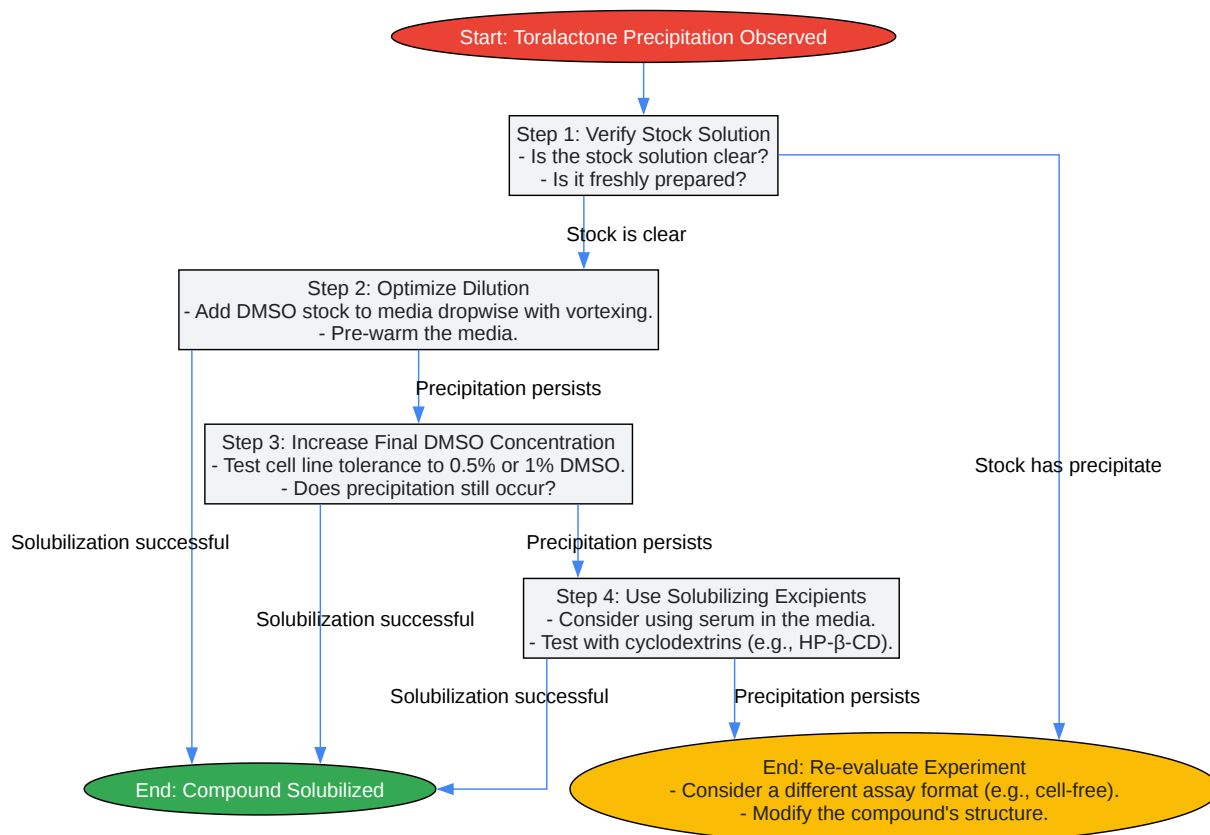 Start: Toralactone Precipitation Observed
Step 1: Verify Stock Solution
- Is the stock solution clear?
- Is it freshly prepared?
Stock is clear
Step 2: Optimize Dilution
- Add DMSO stock to media dropwise with vortexing.
- Pre-warm the media.
Precipitation persists
Step 3: Increase Final DMSO Concentration
- Test cell line tolerance to 0.5% or 1% DMSO.
- Does precipitation still occur?
Stock has precipitate
Solubilization successful
Precipitation persists
Step 4: Use Solubilizing Excipients
- Consider using serum in the media.
- Test with cyclodextrins (e.g., HP-β-CD).
Solubilization successful
Solubilization successful
Precipitation persists
End: Compound Solubilized
End: Re-evaluate Experiment
- Consider a different assay format (e.g., cell-free).
- Modify the compound's structure.